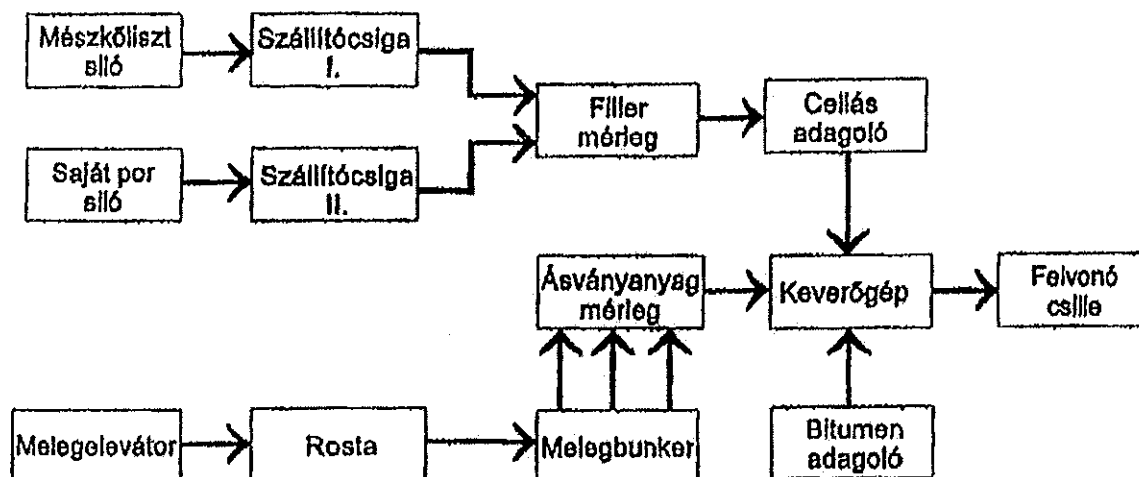 Mészkőliszt
siló
Szállítócsiga
I.
Filler
mérleg
Cellás
adagoló
Saját por
siló
Szállítócsiga
II.
Ásványanyag
mérleg
Keverőgép
Felvonó
csille
Melegelevátor
Rosta
Melegbunker
Bitumen
adagoló